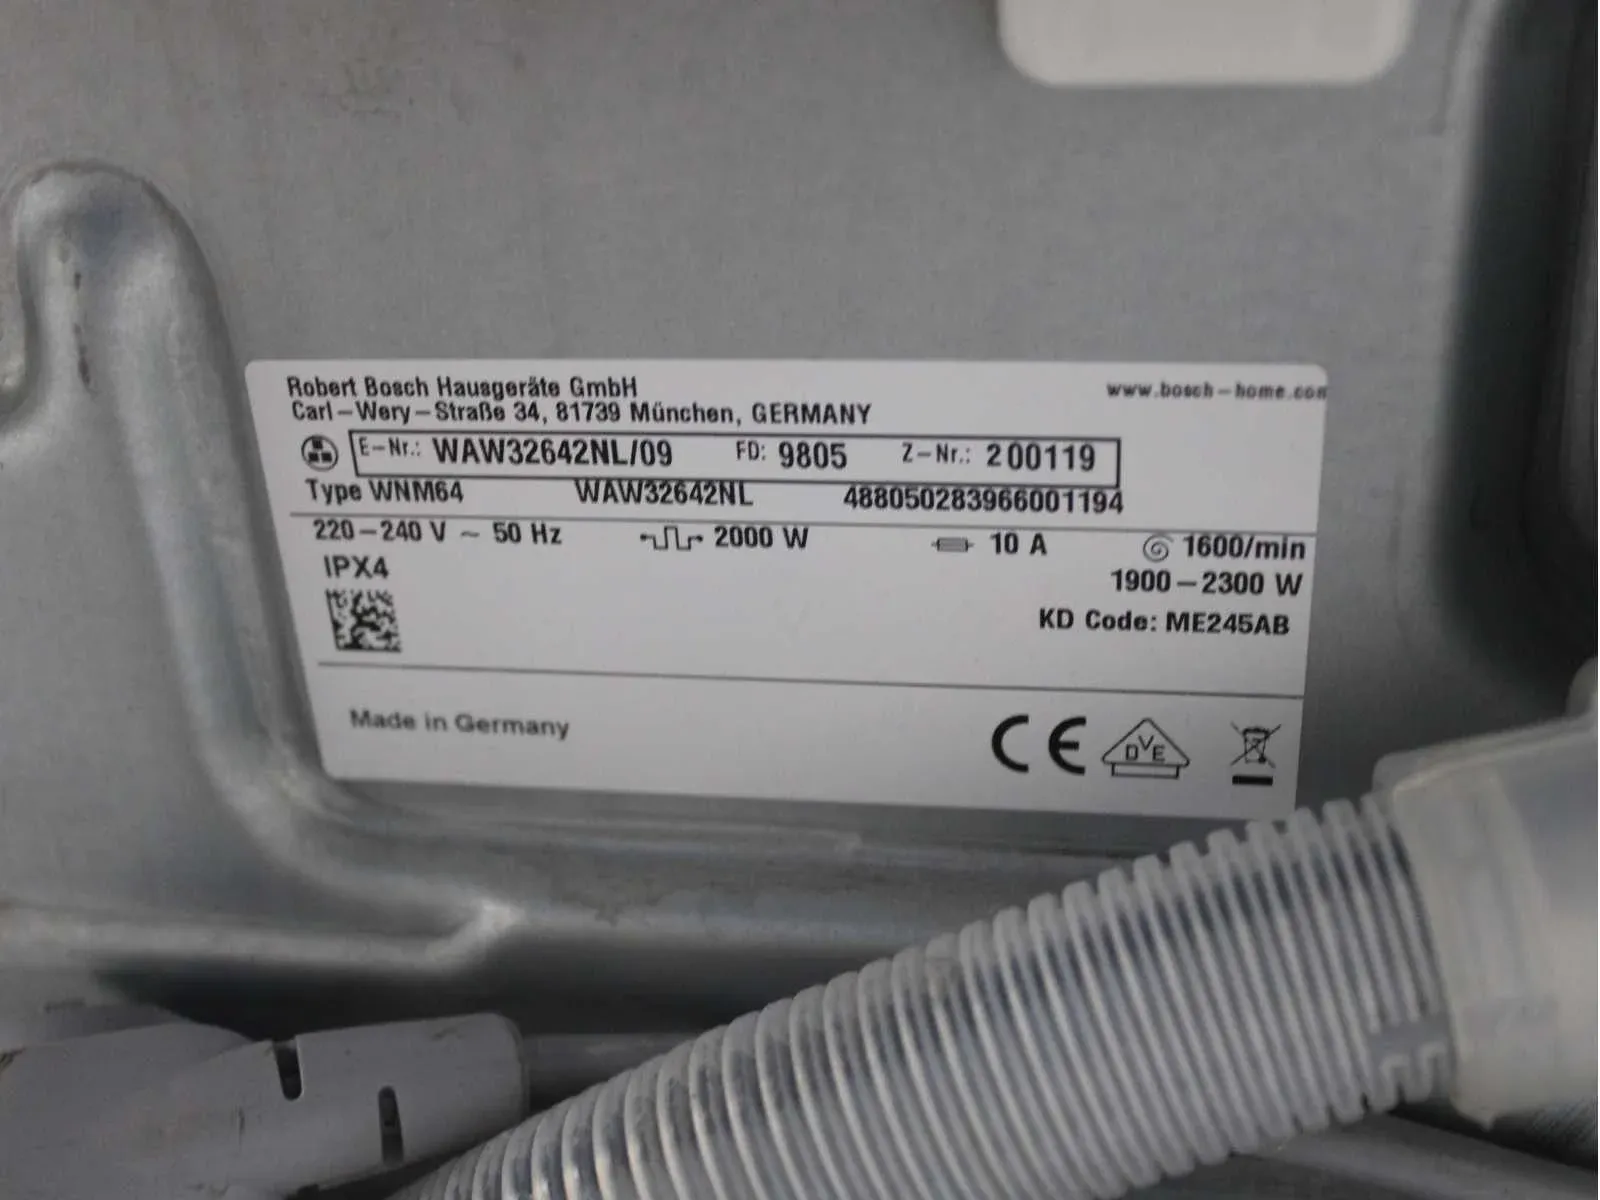 Robert Bosch Hausgeräte GmbH
www.bosch-home.com
Carl-Wery-Straße 34, 81739 München, GERMANY
E-Nr.: WAW32642NL/09 FD: 9805 Z-Nr.: 200119
Type WNM64 WAW32642NL 488050283966001194
220-240 V ~ 50 Hz 2000 W 10 A 1600/min
IPX4 1900-2300 W
KD Code: ME245AB
Made in Germany
CE DVE